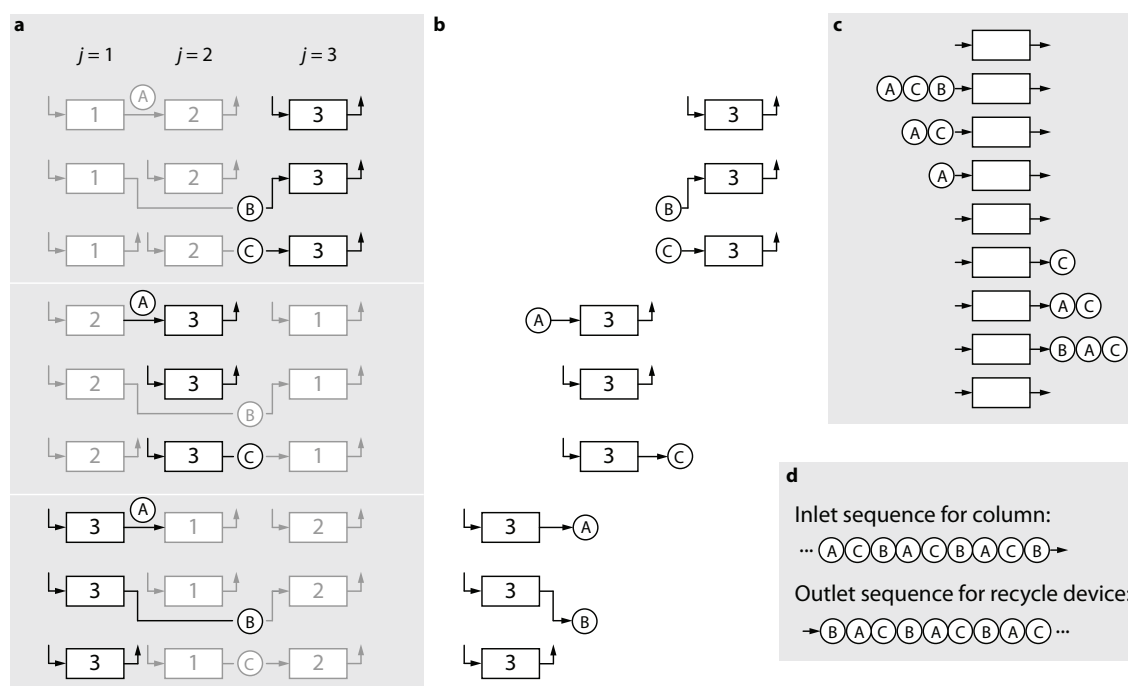 a
j = 1 j = 2 j = 3
1 A 2 3
1 2 B 3
1 2 C 3
2 A 3 1
2 3 B 1
2 3 C 1
3 A 1 2
3 1 B 2
3 1 C 2
b
3
B 3
C 3
A 3
3
3 C
3 A
3 B
3
c
A C B
A C
A
C
A C
B A C
d
Inlet sequence for column:
··· A C B A C B A C B
Outlet sequence for recycle device:
B A C B A C B A C ···